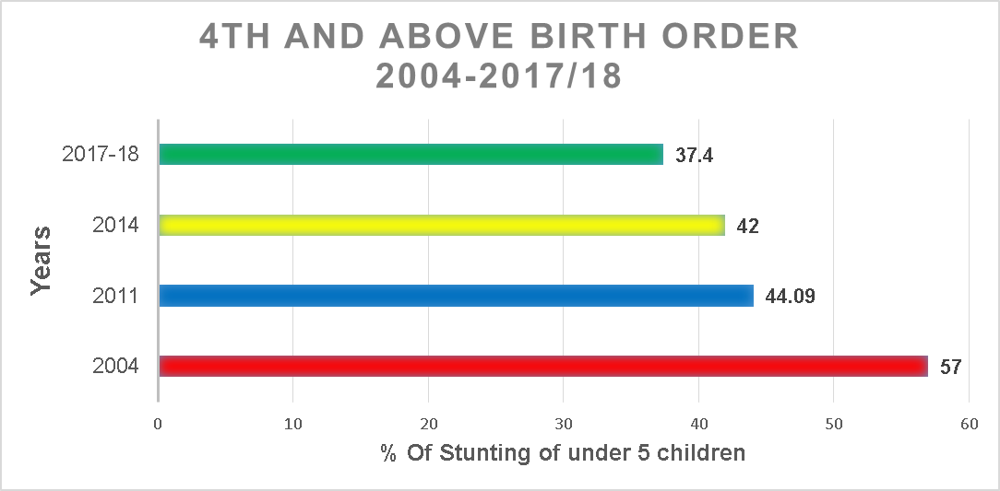 4TH AND ABOVE BIRTH ORDER
2004-2017/18
2017-18
37.4
2014
42
2011
44.09
2004
57
Years
0 10 20 30 40 50 60
% Of Stunting of under 5 children